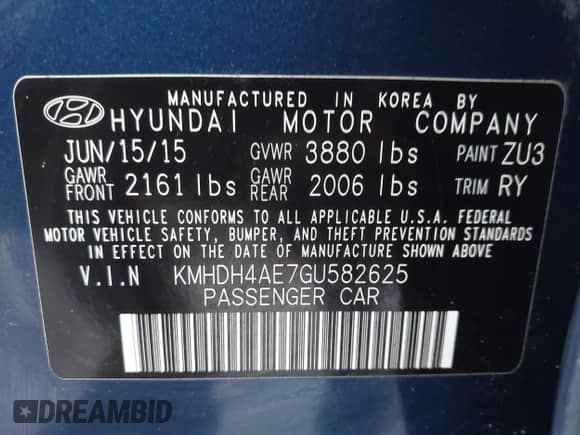 MANUFACTURED IN KOREA BY
HYUNDAI MOTOR COMPANY
JUN/15/15 GVWR 3880 lbs PAINT ZU3
GAWR FRONT 2161 lbs GAWR REAR 2006 lbs TRIM RY
THIS VEHICLE CONFORMS TO ALL APPLICABLE U.S.A. FEDERAL
MOTOR VEHICLE SAFETY, BUMPER, AND THEFT PREVENTION STANDARDS
IN EFFECT ON THE DATE OF MANUFACTURE SHOWN ABOVE
V.I.N KMHDH4AE7GU582625
PASSENGER CAR
DREAMBID